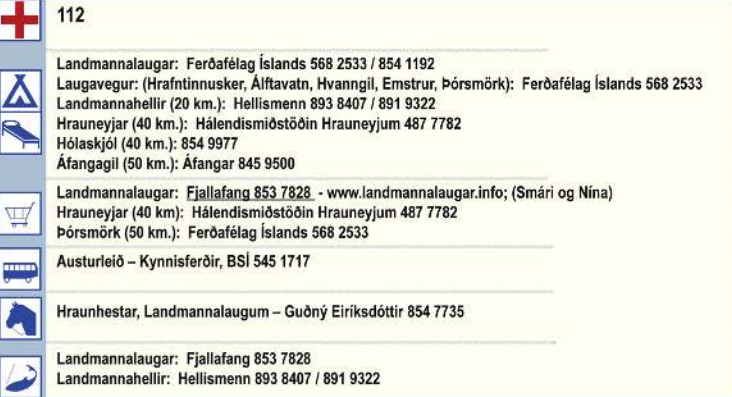 112
Landmannalaugar: Ferðafélag Íslands 568 2533 / 854 1192
Laugavegur: (Hrafntinnusker, Álftavatn, Hvanngil, Emstrur, Þórsmörk): Ferðafélag Íslands 568 2533
Landmannahellir (20 km.): Hellismenn 893 8407 / 891 9322
Hrauneyjar (40 km.): Hálendismiðstöðin Hrauneyjum 487 7782
Hólaskjól (40 km.): 854 9977
Áfangagil (50 km.): Áfangar 845 9500
Landmannalaugar: Fjallafang 853 7828 - www.landmannalaugar.info; (Smári og Nína)
Hrauneyjar (40 km): Hálendismiðstöðin Hrauneyjum 487 7782
Þórsmörk (50 km.): Ferðafélag Íslands 568 2533
Austurleið – Kynnisferðir, BSÍ 545 1717
Hraunhestar, Landmannalaugum – Guðný Eiríksdóttir 854 7735
Landmannalaugar: Fjallafang 853 7828
Landmannahellir: Hellismenn 893 8407 / 891 9322